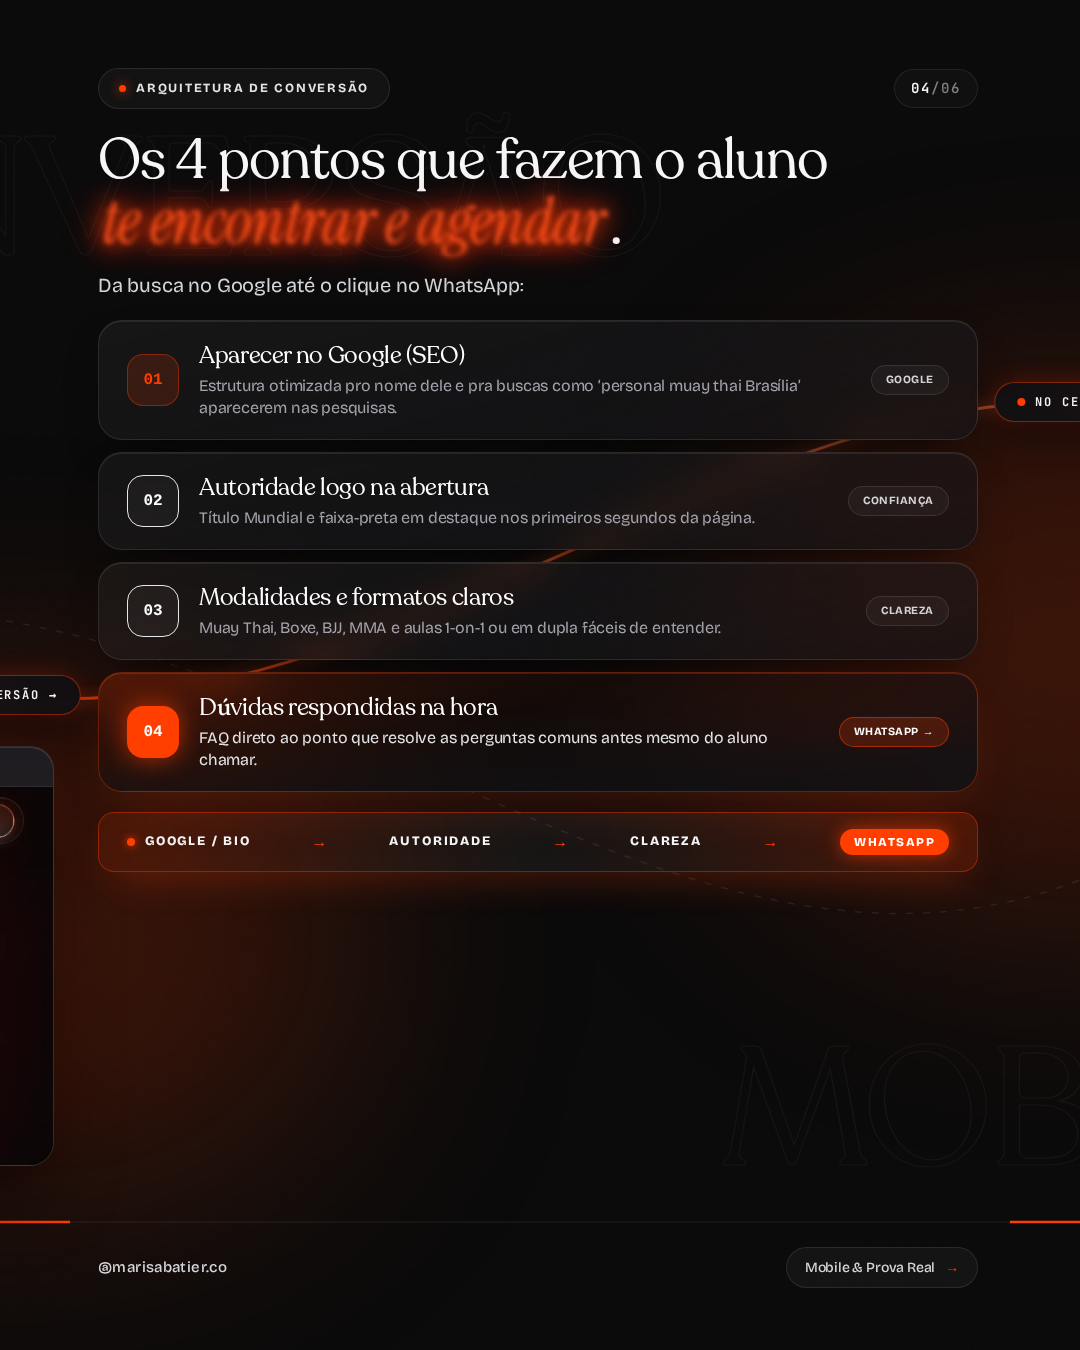 ARQUITETURA DE CONVERSÃO
04/06
NVERSÃO
Os 4 pontos que fazem o aluno
te encontrar e agendar.
Da busca no Google até o clique no WhatsApp:
01
Aparecer no Google (SEO)
Estrutura otimizada pro nome dele e pra buscas como ‘personal muay thai Brasília’
aparecerem nas pesquisas.
GOOGLE
NO CE
02
Autoridade logo na abertura
Título Mundial e faixa-preta em destaque nos primeiros segundos da página.
CONFIANÇA
03
Modalidades e formatos claros
Muay Thai, Boxe, BJJ, MMA e aulas 1-on-1 ou em dupla fáceis de entender.
CLAREZA
ERSÃO →
04
Dúvidas respondidas na hora
FAQ direto ao ponto que resolve as perguntas comuns antes mesmo do aluno
chamar.
WHATSAPP →
GOOGLE / BIO → AUTORIDADE → CLAREZA → WHATSAPP
MOB
@marisabatier.co
Mobile & Prova Real →